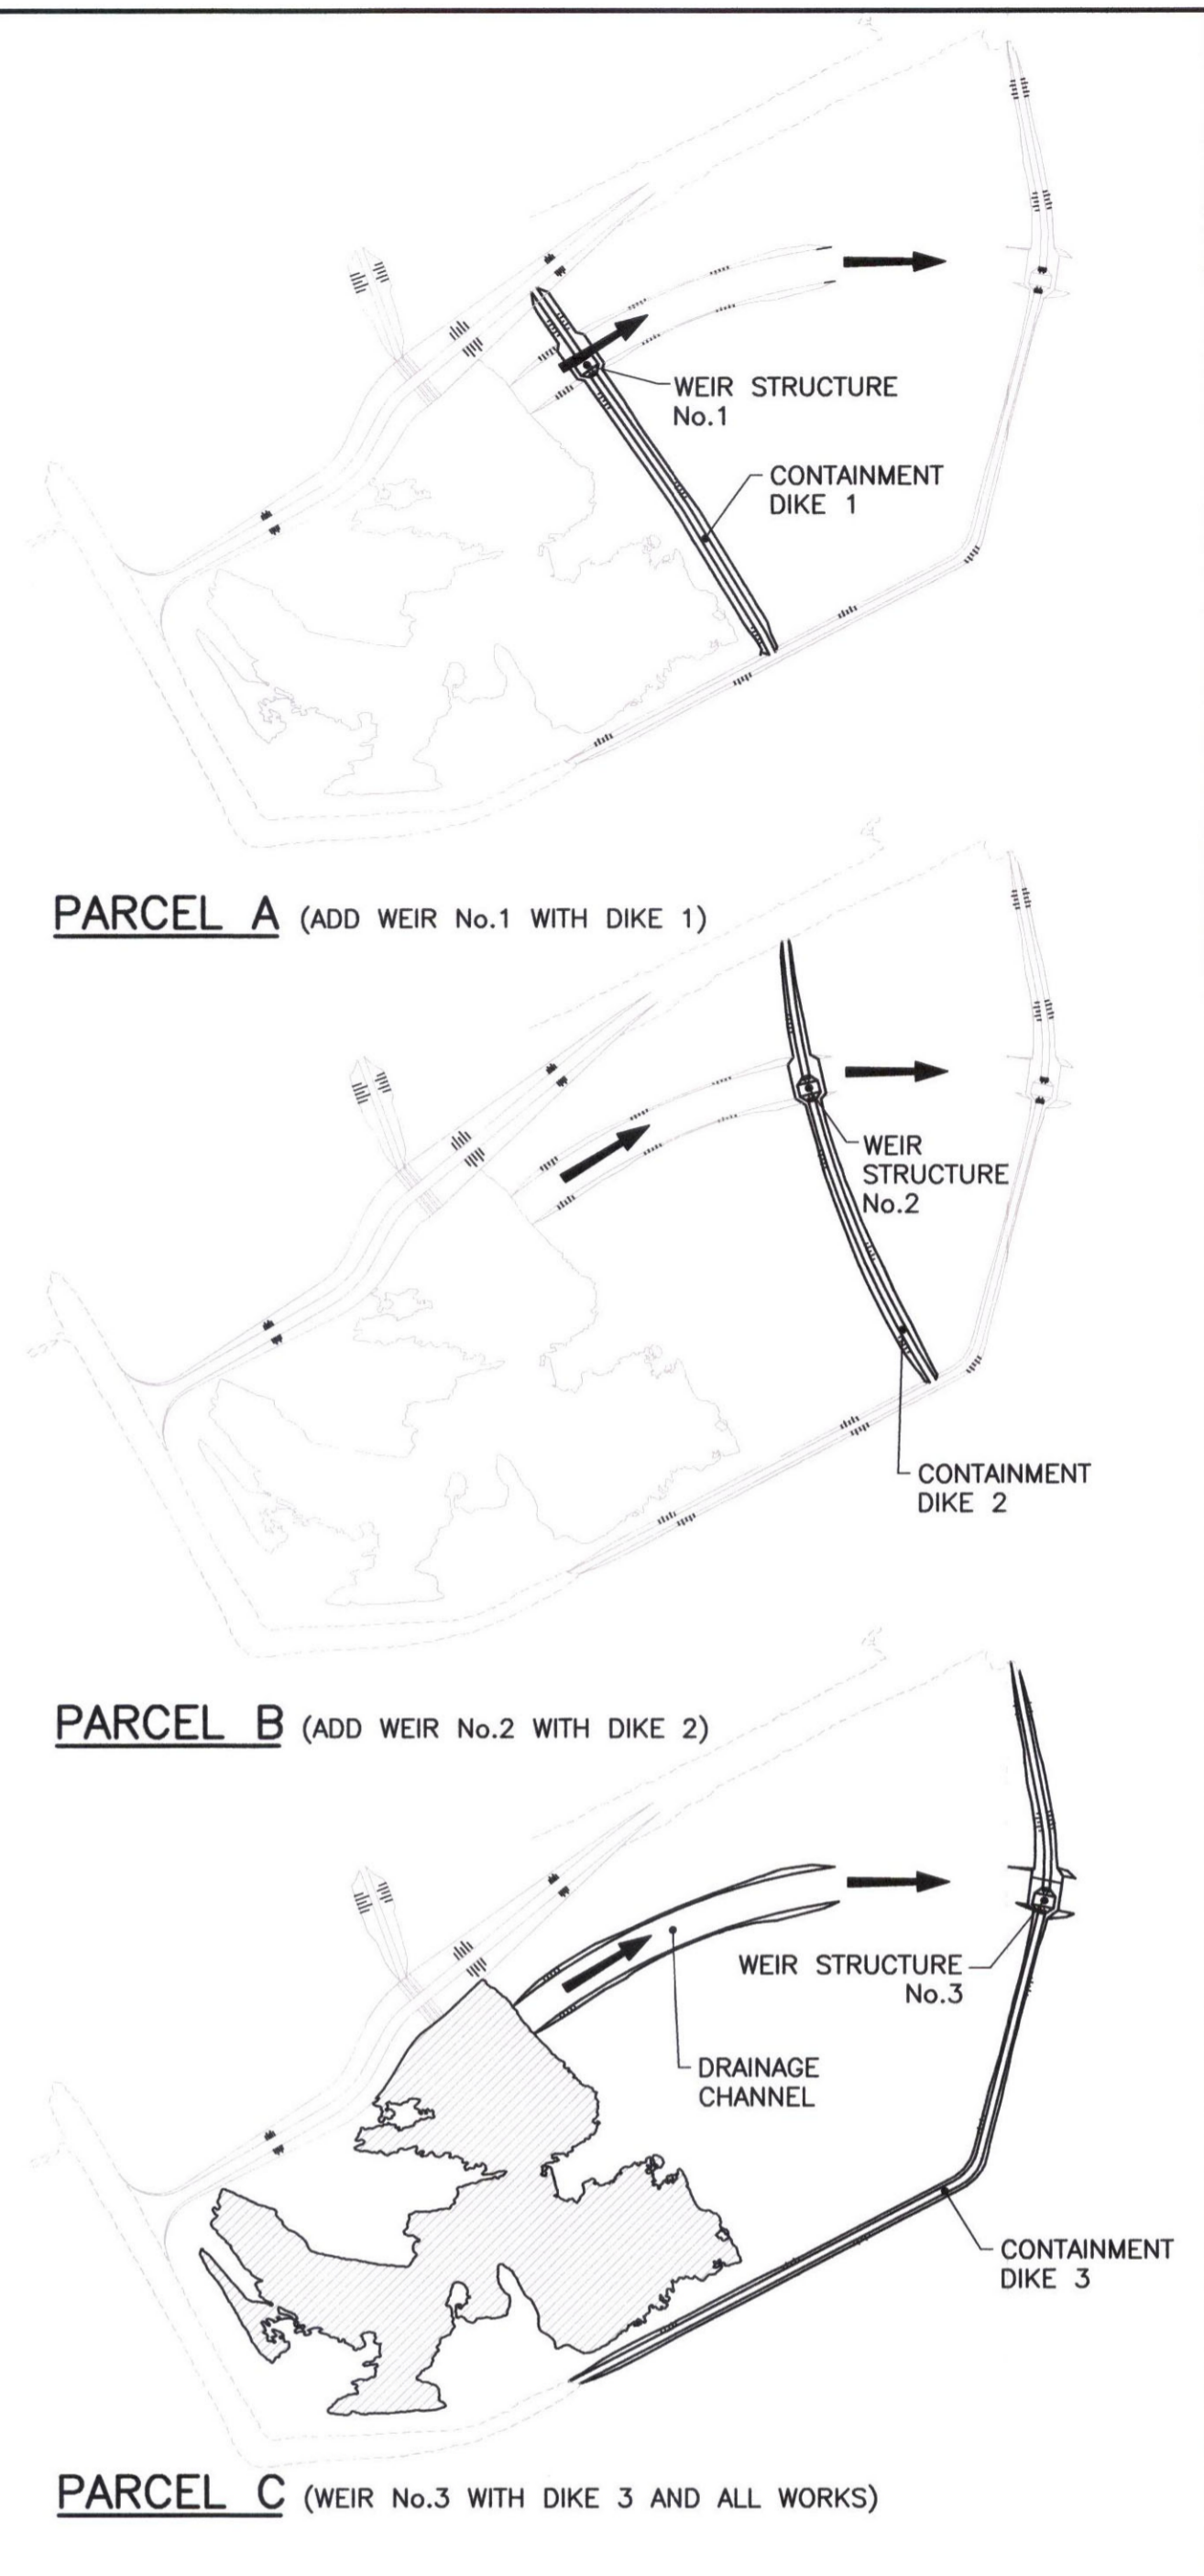 WEIR STRUCTURE
No.1
CONTAINMENT
DIKE 1
PARCEL A (ADD WEIR No.1 WITH DIKE 1)
WEIR
STRUCTURE
No.2
CONTAINMENT
DIKE 2
PARCEL B (ADD WEIR No.2 WITH DIKE 2)
WEIR STRUCTURE
No.3
DRAINAGE
CHANNEL
CONTAINMENT
DIKE 3
PARCEL C (WEIR No.3 WITH DIKE 3 AND ALL WORKS)